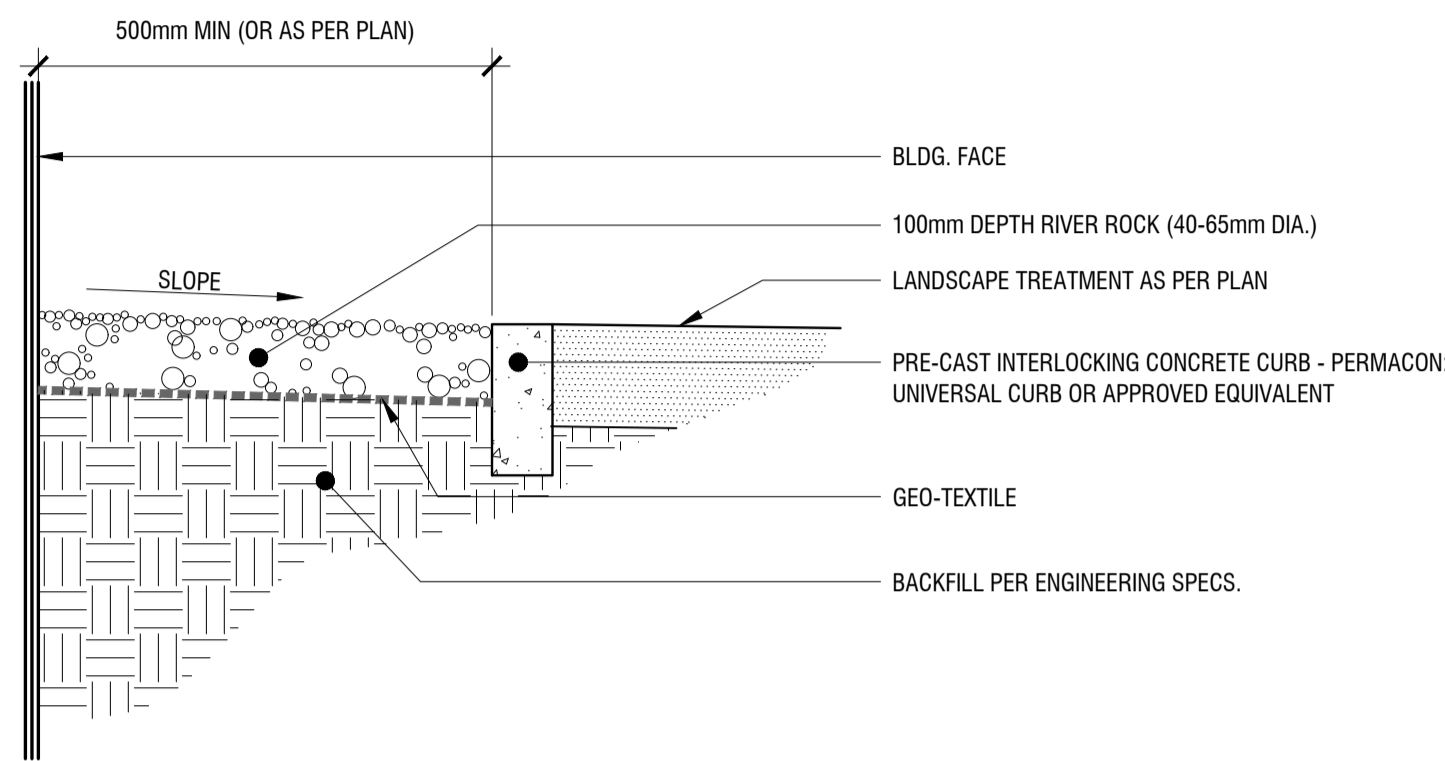 500mm MIN (OR AS PER PLAN)
BLDG. FACE
100mm DEPTH RIVER ROCK (40-65mm DIA.)
SLOPE
LANDSCAPE TREATMENT AS PER PLAN
PRE-CAST INTERLOCKING CONCRETE CURB - PERMACON:
UNIVERSAL CURB OR APPROVED EQUIVALENT
GEO-TEXTILE
BACKFILL PER ENGINEERING SPECS.